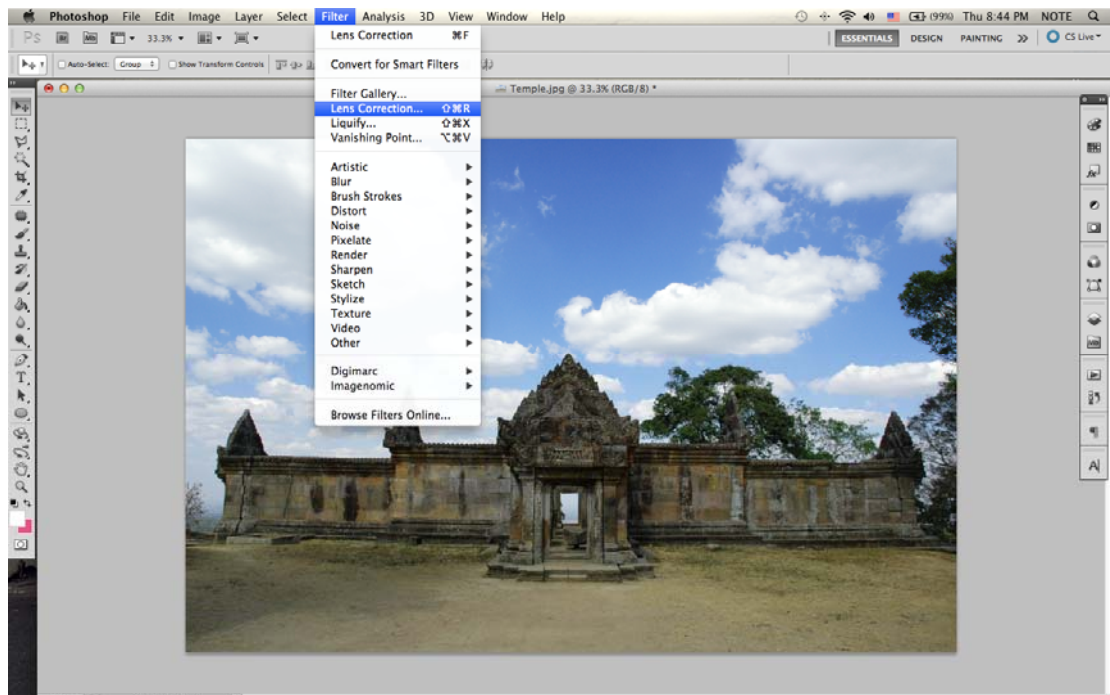 Photoshop File Edit Image Layer Select Filter Analysis 3D View Window Help (99%) Thu 8:44 PM NOTE
Ps Br Mb 33.3% ESSENTIALS DESIGN PAINTING >> CS Live
Auto-Select: Group Show Transform Controls
Temple.jpg @ 33.3% (RGB/8) *
Lens Correction ⌘F
Convert for Smart Filters
Filter Gallery...
Lens Correction... ⇧⌘R
Liquify... ⇧⌘X
Vanishing Point... ⌥⌘V
Artistic
Blur
Brush Strokes
Distort
Noise
Pixelate
Render
Sharpen
Sketch
Stylize
Texture
Video
Other
Digimarc
Imagenomic
Browse Filters Online...